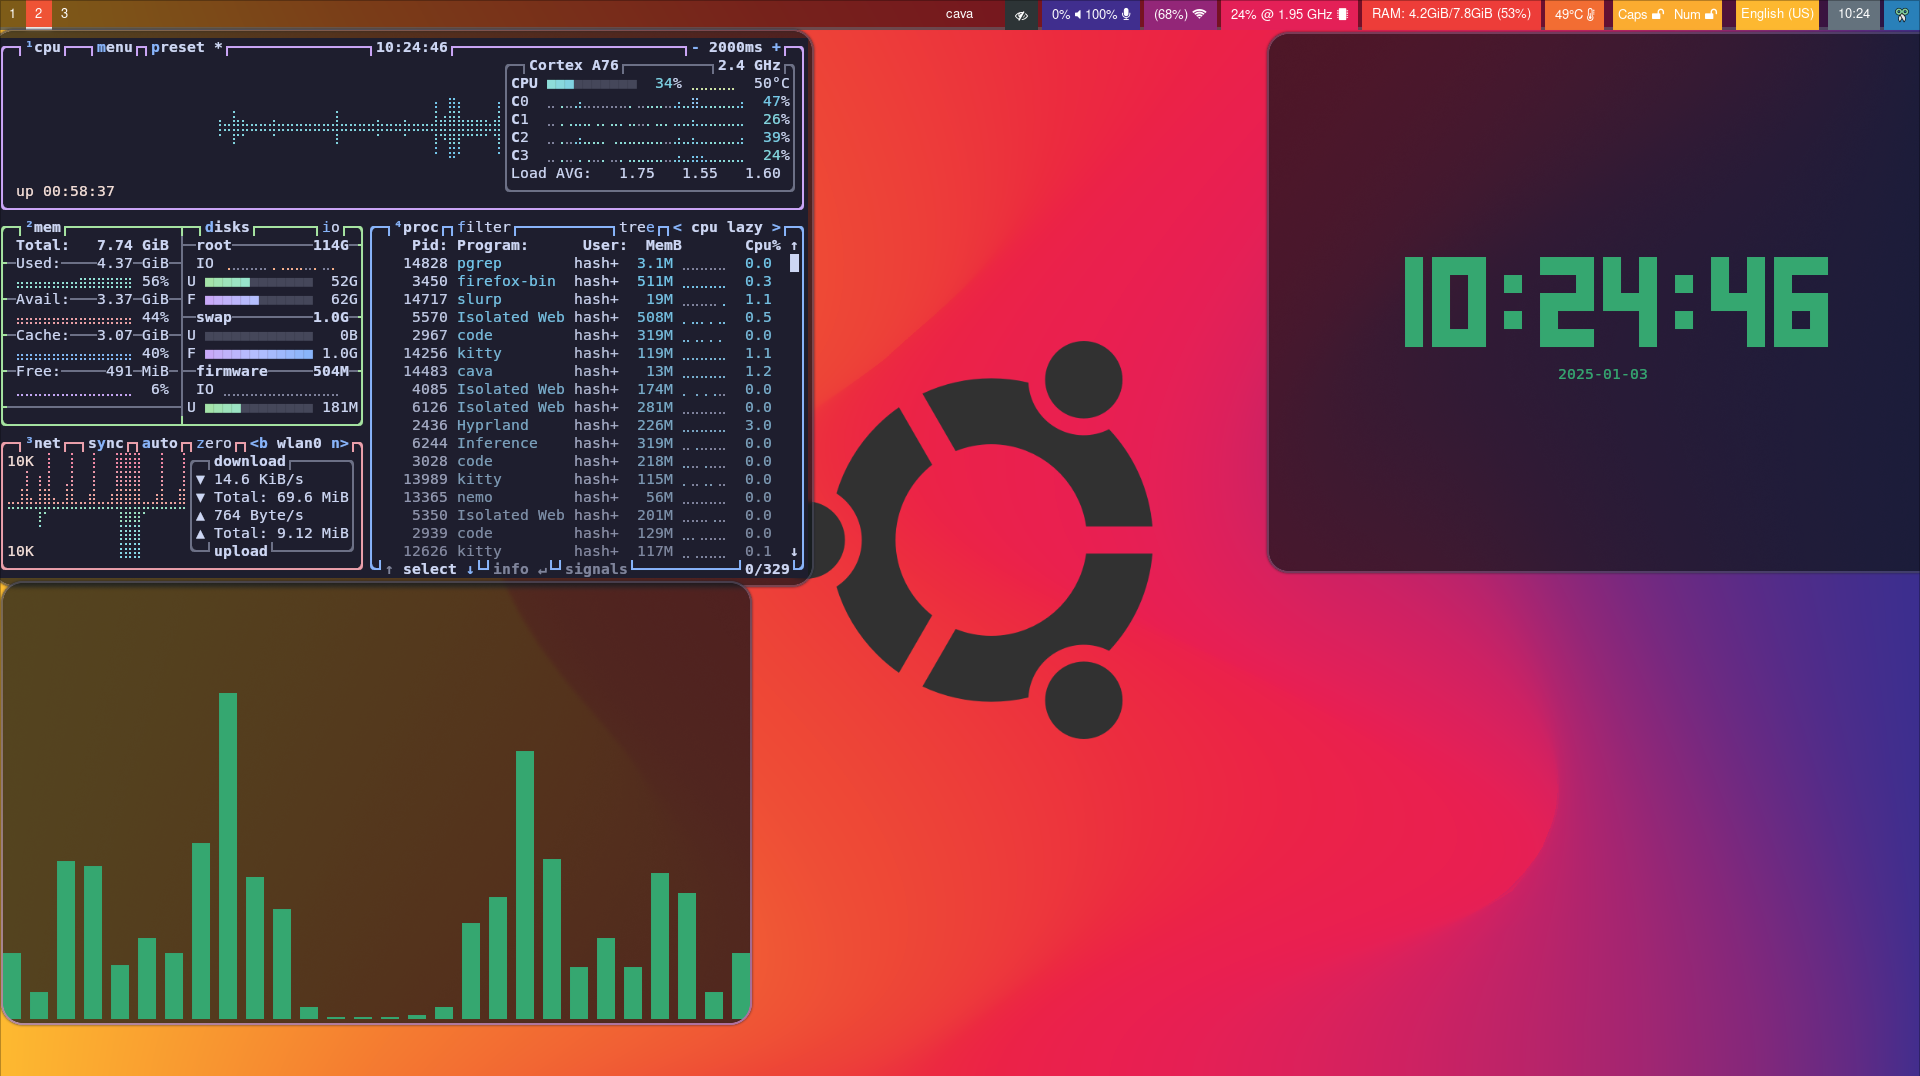 1 2 3 cava 0% 100% (68%) 24% @ 1.95 GHz RAM: 4.2GiB/7.8GiB (53%) 49°C Caps Num English (US) 10:24
¹cpu menu preset * 10:24:46 - 2000ms +
Cortex A76 2.4 GHz
CPU 34% 50°C
C0 47%
C1 26%
C2 39%
C3 24%
Load AVG: 1.75 1.55 1.60
up 00:58:37
²mem disks io
Total: 7.74 GiB root 114G
Used: 4.37 GiB IO
56% U 52G
Avail: 3.37 GiB F 62G
44% swap 1.0G
Cache: 3.07 GiB U 0B
40% F 1.0G
Free: 491 MiB firmware 504M
6% IO
U 181M
³net sync auto zero <b wlan0 n>
10K download
▼ 14.6 KiB/s
▼ Total: 69.6 MiB
▲ 764 Byte/s
▲ Total: 9.12 MiB
10K upload
⁴proc filter tree < cpu lazy >
Pid: Program: User: MemB Cpu% ↑
14828 pgrep hash+ 3.1M 0.0
3450 firefox-bin hash+ 511M 0.3
14717 slurp hash+ 19M 1.1
5570 Isolated Web hash+ 508M 0.5
2967 code hash+ 319M 0.0
14256 kitty hash+ 119M 1.1
14483 cava hash+ 13M 1.2
4085 Isolated Web hash+ 174M 0.0
6126 Isolated Web hash+ 281M 0.0
2436 Hyprland hash+ 226M 3.0
6244 Inference hash+ 319M 0.0
3028 code hash+ 218M 0.0
13989 kitty hash+ 115M 0.0
13365 nemo hash+ 56M 0.0
5350 Isolated Web hash+ 201M 0.0
2939 code hash+ 129M 0.0
12626 kitty hash+ 117M 0.1 ↓
↑ select ↓ info ↵ signals 0/329
10:24:46
2025-01-03